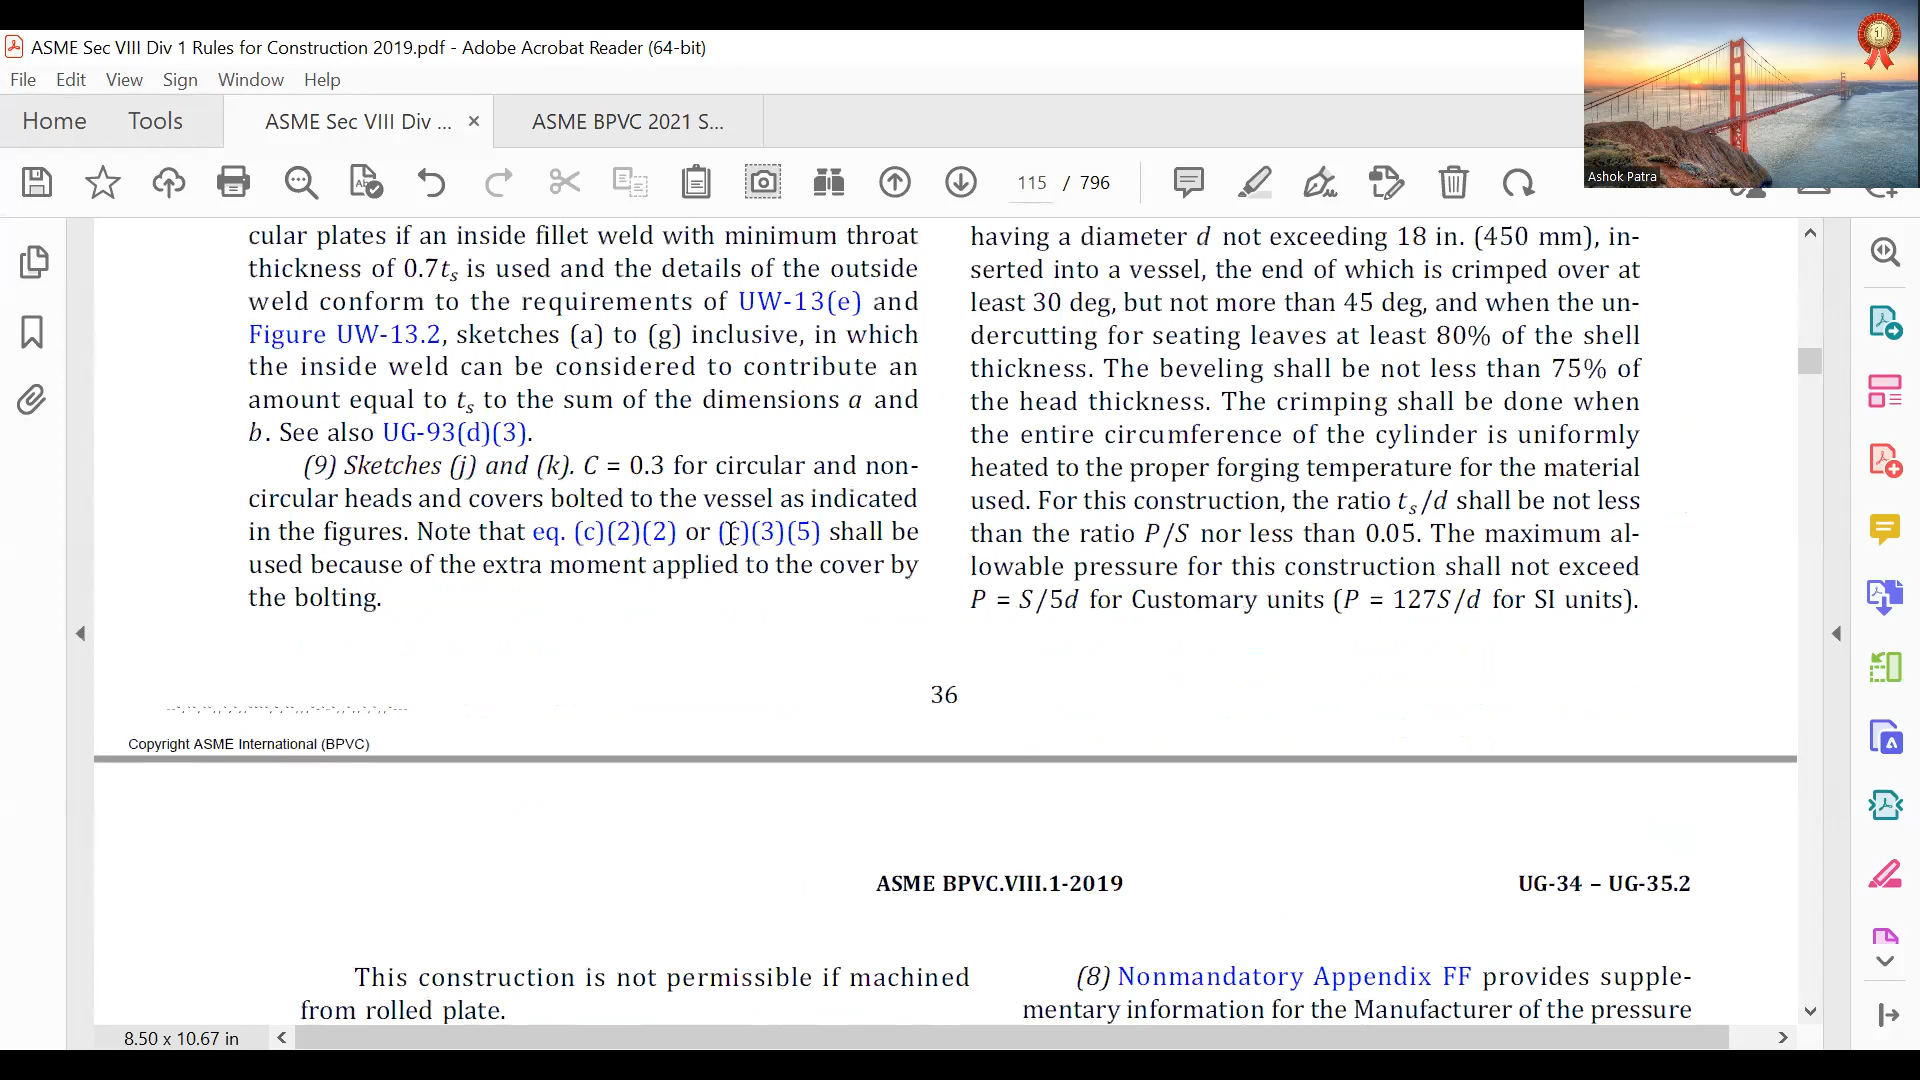 ASME Sec VIII Div 1 Rules for Construction 2019.pdf - Adobe Acrobat Reader (64-bit)
File Edit View Sign Window Help
Home Tools ASME Sec VIII Div ... × ASME BPVC 2021 S...
115 / 796
Ashok Patra
cular plates if an inside fillet weld with minimum throat
thickness of 0.7ts is used and the details of the outside
weld conform to the requirements of UW-13(e) and
Figure UW-13.2, sketches (a) to (g) inclusive, in which
the inside weld can be considered to contribute an
amount equal to ts to the sum of the dimensions a and
b. See also UG-93(d)(3).
(9) Sketches (j) and (k). C = 0.3 for circular and non-
circular heads and covers bolted to the vessel as indicated
in the figures. Note that eq. (c)(2)(2) or (c)(3)(5) shall be
used because of the extra moment applied to the cover by
the bolting.
having a diameter d not exceeding 18 in. (450 mm), in-
serted into a vessel, the end of which is crimped over at
least 30 deg, but not more than 45 deg, and when the un-
dercutting for seating leaves at least 80% of the shell
thickness. The beveling shall be not less than 75% of
the head thickness. The crimping shall be done when
the entire circumference of the cylinder is uniformly
heated to the proper forging temperature for the material
used. For this construction, the ratio ts/d shall be not less
than the ratio P/S nor less than 0.05. The maximum al-
lowable pressure for this construction shall not exceed
P = S/5d for Customary units (P = 127S/d for SI units).
36
Copyright ASME International (BPVC)
ASME BPVC.VIII.1-2019
UG-34 – UG-35.2
This construction is not permissible if machined
from rolled plate.
(8) Nonmandatory Appendix FF provides supple-
mentary information for the Manufacturer of the pressure
8.50 x 10.67 in